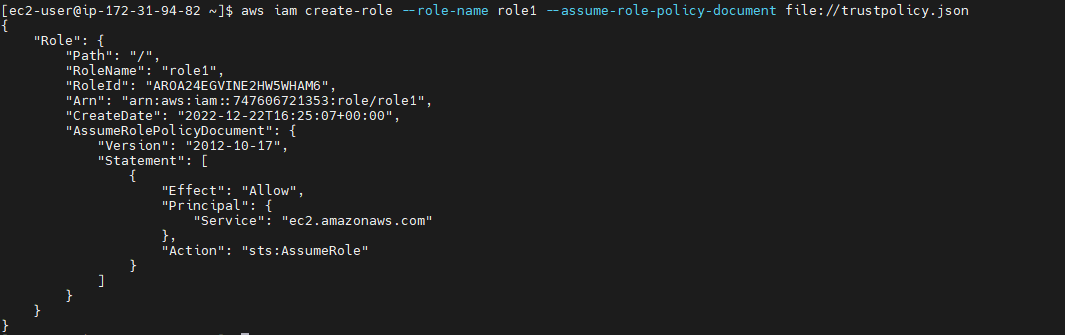 [ec2-user@ip-172-31-94-82 ~]$ aws iam create-role --role-name role1 --assume-role-policy-document file://trustpolicy.json
{
    "Role": {
        "Path": "/",
        "RoleName": "role1",
        "RoleId": "AROA24EGVINE2HW5WHAM6",
        "Arn": "arn:aws:iam::747606721353:role/role1",
        "CreateDate": "2022-12-22T16:25:07+00:00",
        "AssumeRolePolicyDocument": {
            "Version": "2012-10-17",
            "Statement": [
                {
                    "Effect": "Allow",
                    "Principal": {
                        "Service": "ec2.amazonaws.com"
                    },
                    "Action": "sts:AssumeRole"
                }
            ]
        }
    }
}